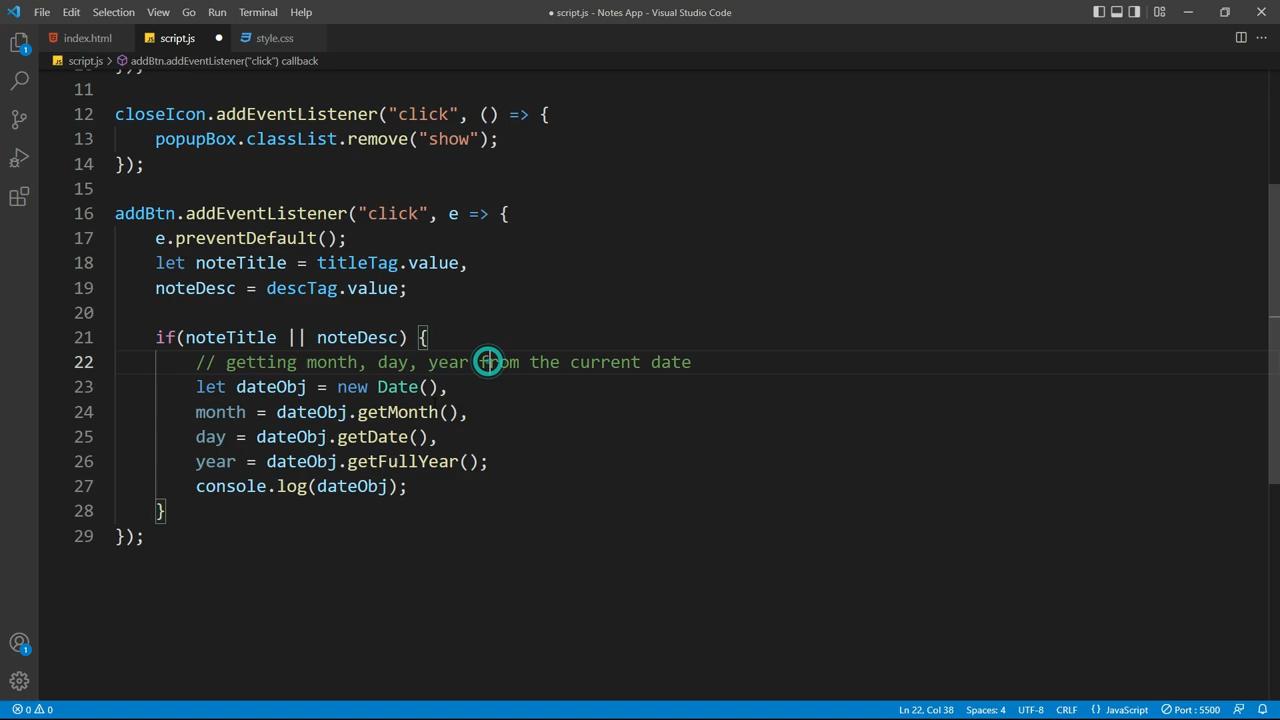 File Edit Selection View Go Run Terminal Help
● script.js - Notes App - Visual Studio Code
index.html script.js style.css
script.js > addBtn.addEventListener("click") callback
11
12 closeIcon.addEventListener("click", () => {
13 popupBox.classList.remove("show");
14 });
15
16 addBtn.addEventListener("click", e => {
17 e.preventDefault();
18 let noteTitle = titleTag.value,
19 noteDesc = descTag.value;
20
21 if(noteTitle || noteDesc) {
22 // getting month, day, year from the current date
23 let dateObj = new Date(),
24 month = dateObj.getMonth(),
25 day = dateObj.getDate(),
26 year = dateObj.getFullYear();
27 console.log(dateObj);
28 }
29 });
1
1
0 0 Ln 22, Col 38 Spaces: 4 UTF-8 CRLF {} JavaScript Port : 5500